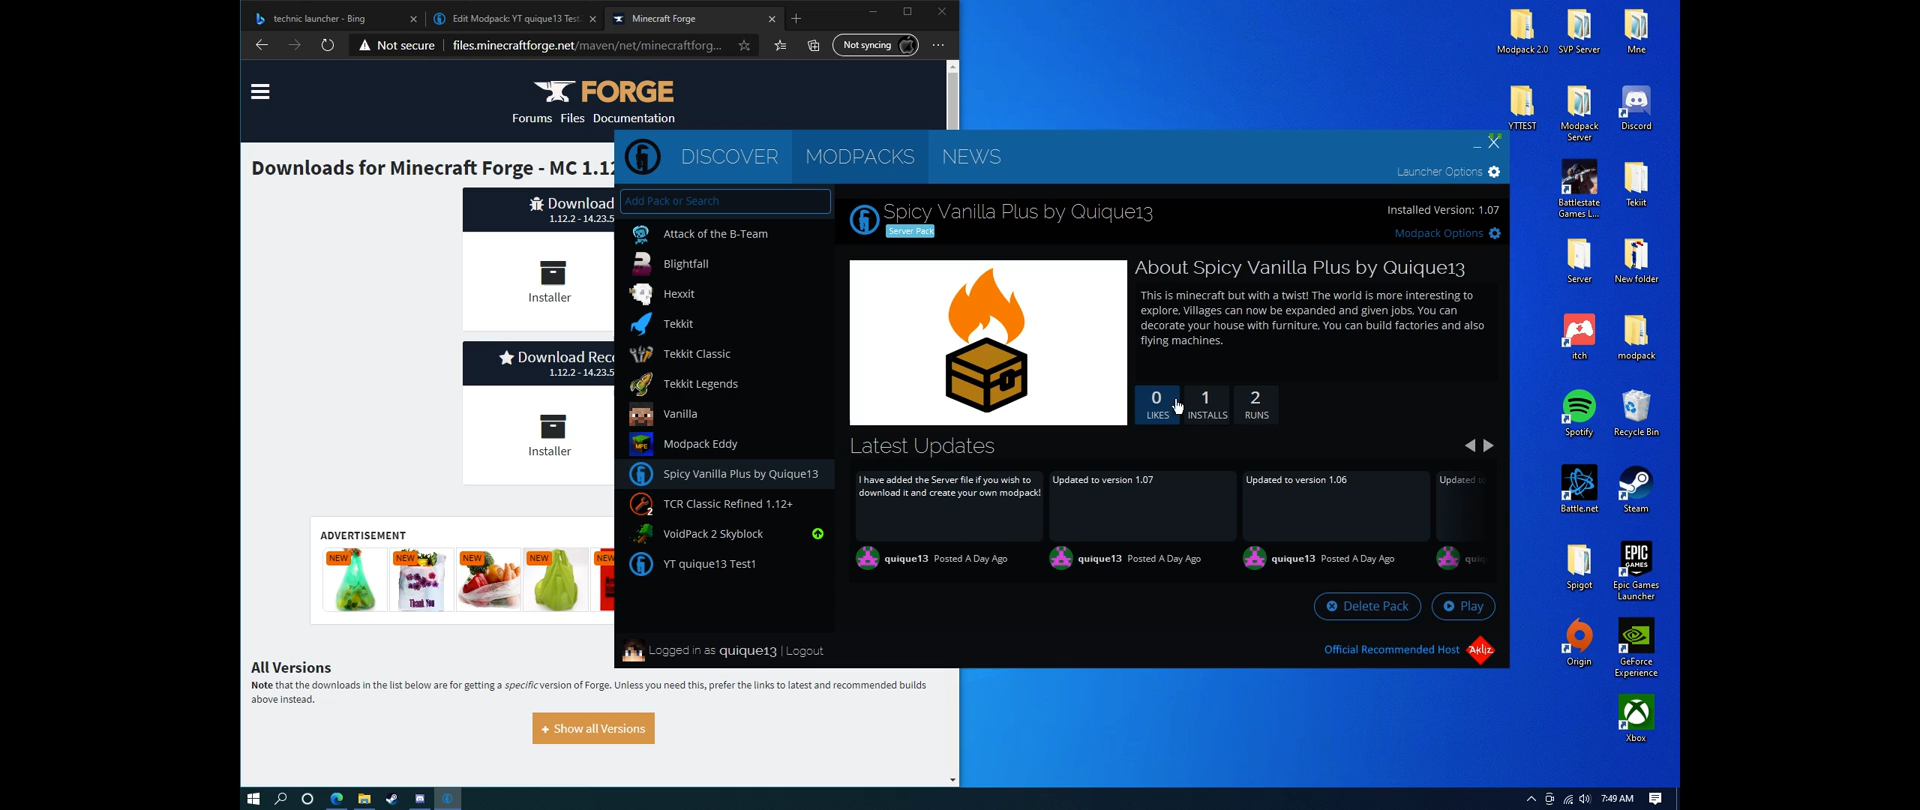 technic launcher - Bing
Edit Modpack: YT quique13 Test
Minecraft Forge
Not secure
files.minecraftforge.net/maven/net/minecraftforg...
Not syncing
FORGE
Forums Files Documentation
Downloads for Minecraft Forge - MC 1.12
Download
1.12.2 - 14.23.5
Installer
Download Reco
1.12.2 - 14.23.5
Installer
ADVERTISEMENT
NEW
NEW
NEW
NEW
NEW
Thank You
All Versions
Note that the downloads in the list below are for getting a specific version of Forge. Unless you need this, prefer the links to latest and recommended builds
above instead.
+ Show all Versions
DISCOVER
MODPACKS
NEWS
Launcher Options
Add Pack or Search
Attack of the B-Team
Blightfall
Hexxit
Tekkit
Tekkit Classic
Tekkit Legends
Vanilla
Modpack Eddy
Spicy Vanilla Plus by Quique13
TCR Classic Refined 1.12+
VoidPack 2 Skyblock
YT quique13 Test1
Logged in as quique13 | Logout
Spicy Vanilla Plus by Quique13
Server Pack
Installed Version: 1.07
Modpack Options
About Spicy Vanilla Plus by Quique13
This is minecraft but with a twist! The world is more interesting to
explore, Villages can now be expanded and given jobs, You can
decorate your house with furniture, You can build factories and also
flying machines.
0
LIKES
1
INSTALLS
2
RUNS
Latest Updates
I have added the Server file if you wish to
download it and create your own modpack!
quique13 Posted A Day Ago
Updated to version 1.07
quique13 Posted A Day Ago
Updated to version 1.06
quique13 Posted A Day Ago
Updated to
Delete Pack
Play
Official Recommended Host
Akliz
Modpack 2.0
SVP Server
Mne
YTTEST
Modpack
Server
Discord
Battlestate
Games L...
Tekiit
Server
New folder
itch
modpack
Spotify
Recycle Bin
Battle.net
Steam
Spigot
EPIC
GAMES
Epic Games
Launcher
Origin
GeForce
Experience
Xbox
7:49 AM